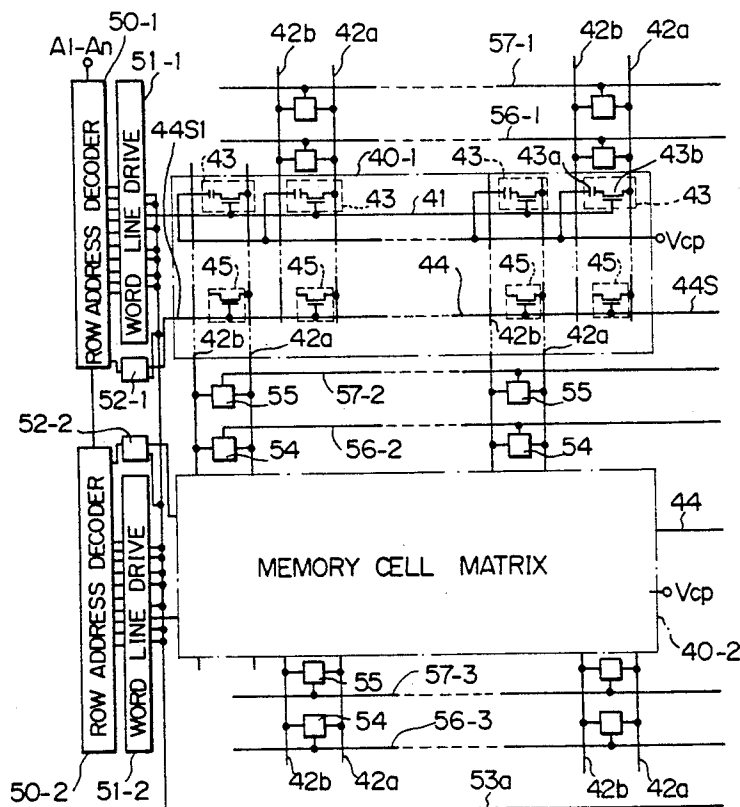 50-1
A1-An
51-1
42b
42a
42b
42a
57-1
56-1
44S1
43
40-1
43
43a
43b
43
41
43
Vcp
ROW ADDRESS DECODER
WORD LINE DRIVE
45
45
44
45
45
44S
42b
42a
42b
42a
52-1
57-2
55
55
52-2
56-2
54
54
44
MEMORY CELL MATRIX
Vcp
ROW ADDRESS DECODER
WORD LINE DRIVE
40-2
55
57-3
54
56-3
50-2
51-2
42b
42a
53a
42b
42a